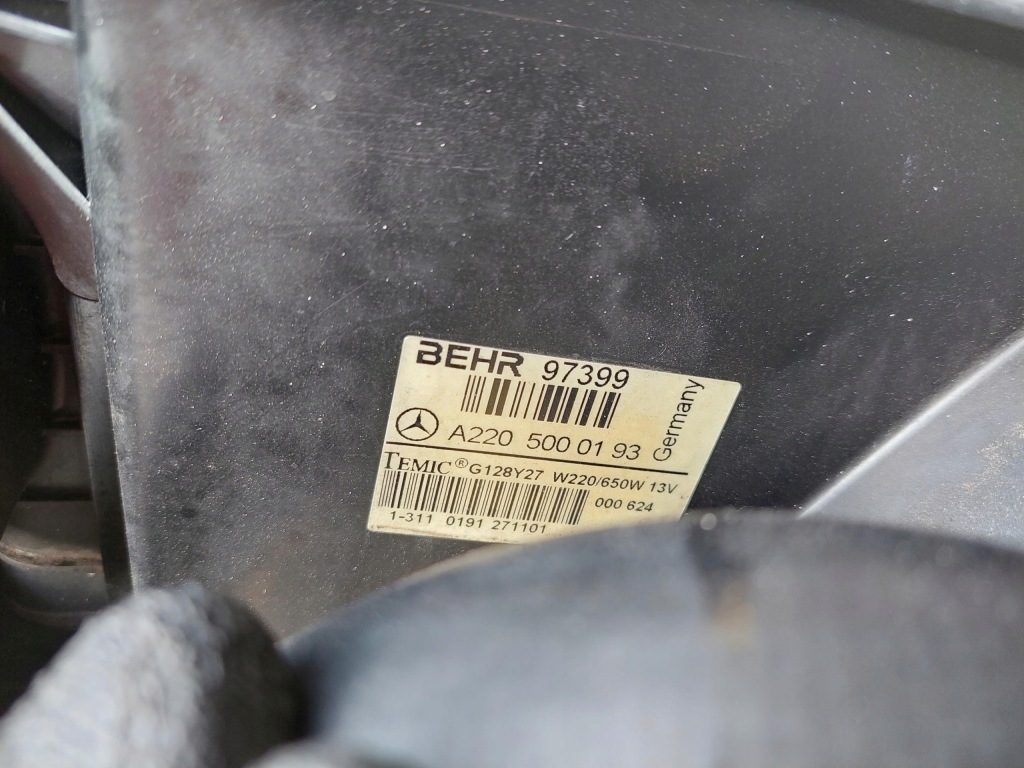 BEHR 97399
Germany
A220 500 01 93
TEMIC ® G128Y27 W220/650W 13V
000 624
1-311 0191 271101